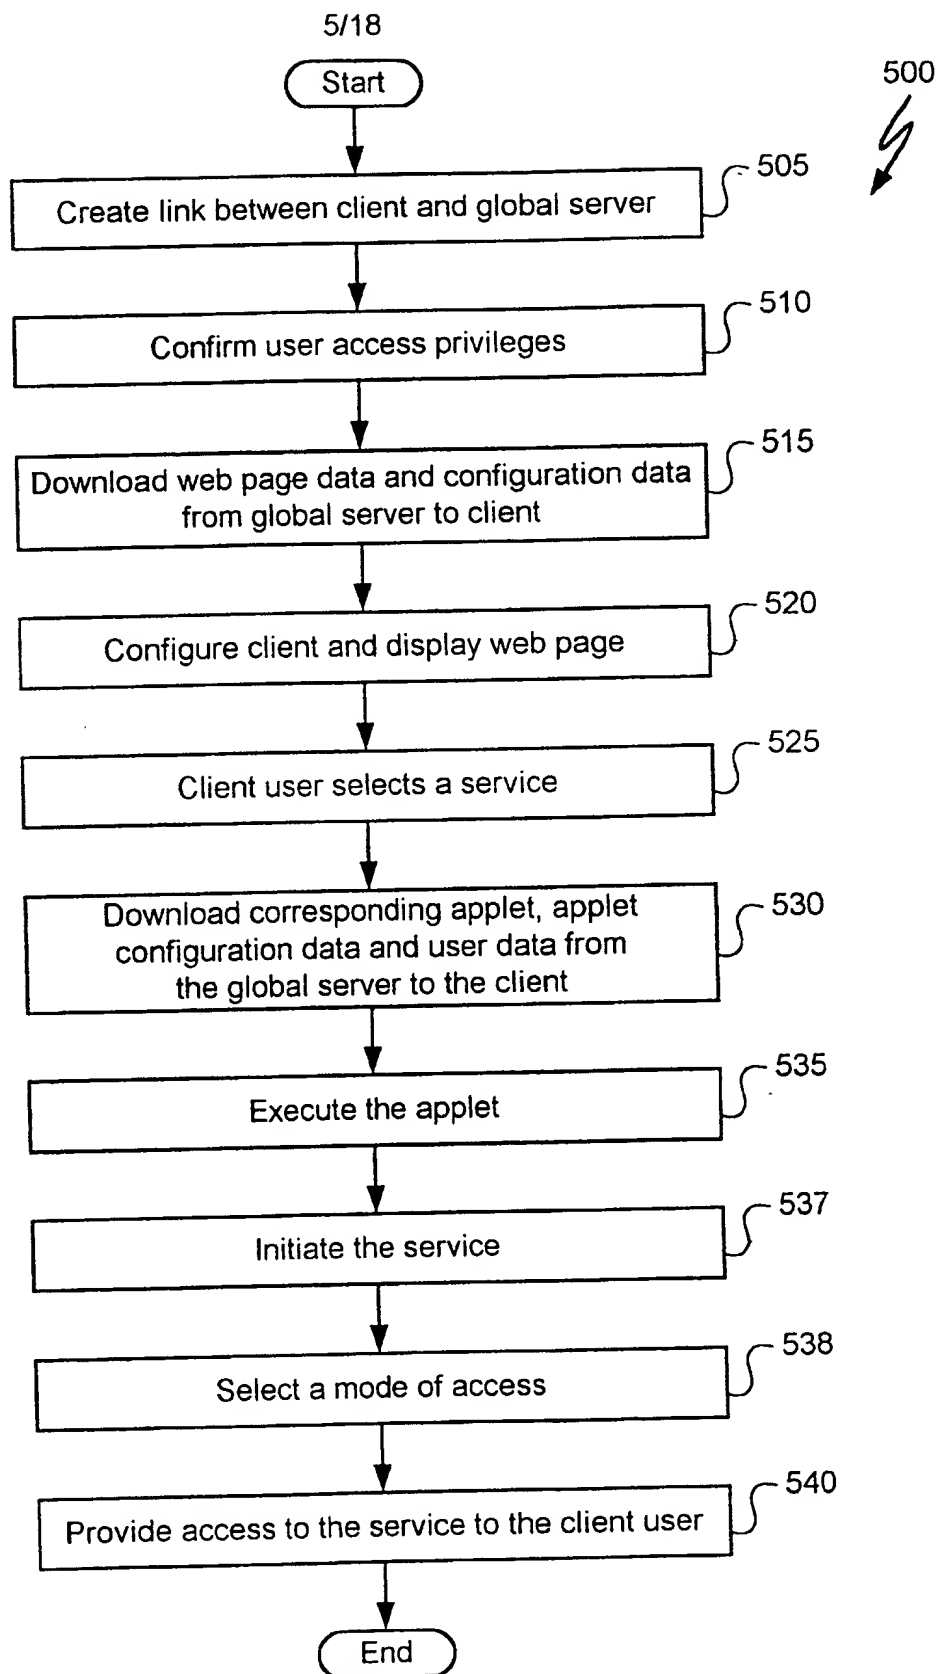 5/18
Start
500
505
Create link between client and global server
510
Confirm user access privileges
515
Download web page data and configuration data
from global server to client
520
Configure client and display web page
525
Client user selects a service
530
Download corresponding applet, applet
configuration data and user data from
the global server to the client
535
Execute the applet
537
Initiate the service
538
Select a mode of access
540
Provide access to the service to the client user
End